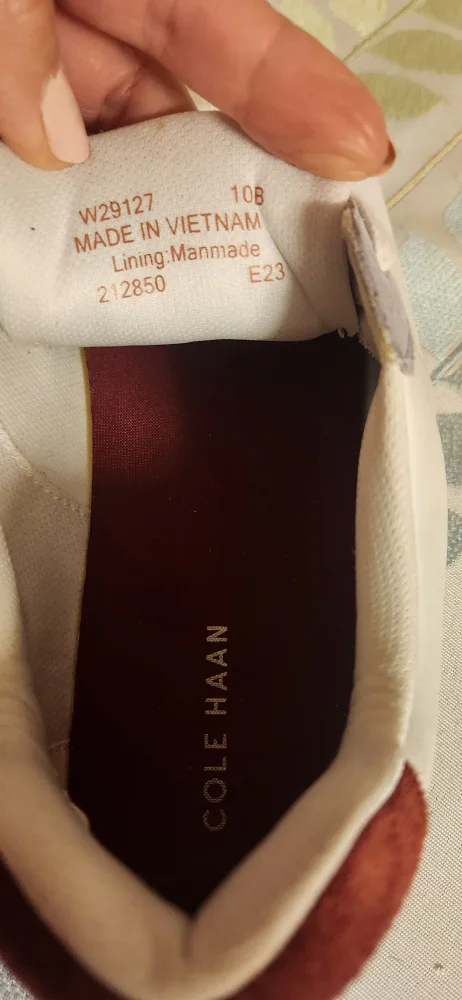 W29127 10B
MADE IN VIETNAM
Lining:Manmade
212850 E23
COLE HAAN